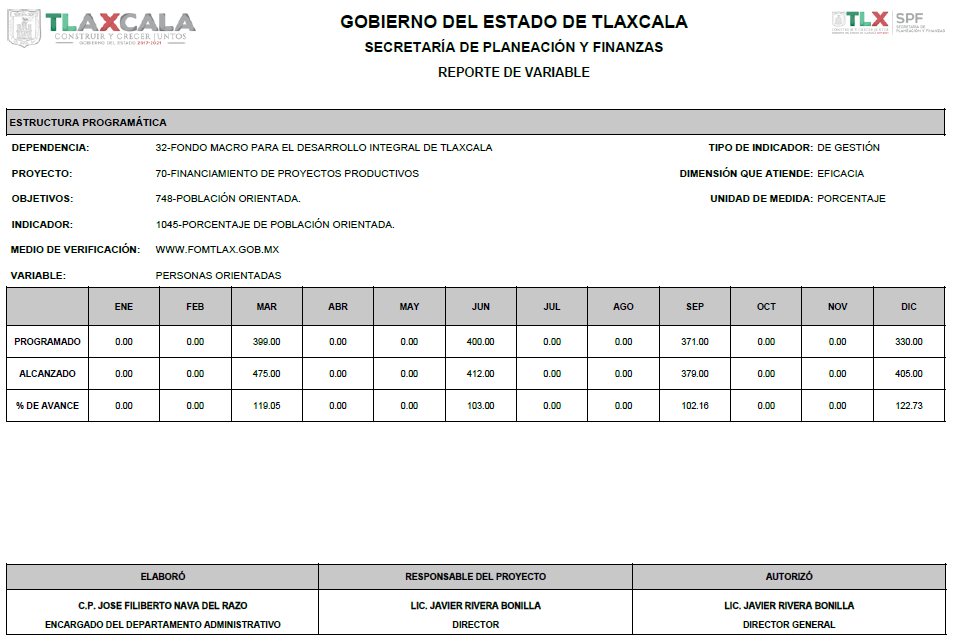 TLAXCALA
CONSTRUIR Y CRECER JUNTOS
GOBIERNO DEL ESTADO 2017-2021
GOBIERNO DEL ESTADO DE TLAXCALA
SECRETARÍA DE PLANEACIÓN Y FINANZAS
REPORTE DE VARIABLE
TLX SPF
SECRETARÍA DE
PLANEACIÓN Y FINANZAS
ESTRUCTURA PROGRAMÁTICA
DEPENDENCIA: 32-FONDO MACRO PARA EL DESARROLLO INTEGRAL DE TLAXCALA TIPO DE INDICADOR: DE GESTIÓN
PROYECTO: 70-FINANCIAMIENTO DE PROYECTOS PRODUCTIVOS DIMENSIÓN QUE ATIENDE: EFICACIA
OBJETIVOS: 748-POBLACIÓN ORIENTADA. UNIDAD DE MEDIDA: PORCENTAJE
INDICADOR: 1045-PORCENTAJE DE POBLACIÓN ORIENTADA.
MEDIO DE VERIFICACIÓN: WWW.FOMTLAX.GOB.MX
VARIABLE: PERSONAS ORIENTADAS
ENE FEB MAR ABR MAY JUN JUL AGO SEP OCT NOV DIC
PROGRAMADO 0.00 0.00 399.00 0.00 0.00 400.00 0.00 0.00 371.00 0.00 0.00 330.00
ALCANZADO 0.00 0.00 475.00 0.00 0.00 412.00 0.00 0.00 379.00 0.00 0.00 405.00
% DE AVANCE 0.00 0.00 119.05 0.00 0.00 103.00 0.00 0.00 102.16 0.00 0.00 122.73
ELABORÓ RESPONSABLE DEL PROYECTO AUTORIZÓ
C.P. JOSE FILIBERTO NAVA DEL RAZO LIC. JAVIER RIVERA BONILLA LIC. JAVIER RIVERA BONILLA
ENCARGADO DEL DEPARTAMENTO ADMINISTRATIVO DIRECTOR DIRECTOR GENERAL